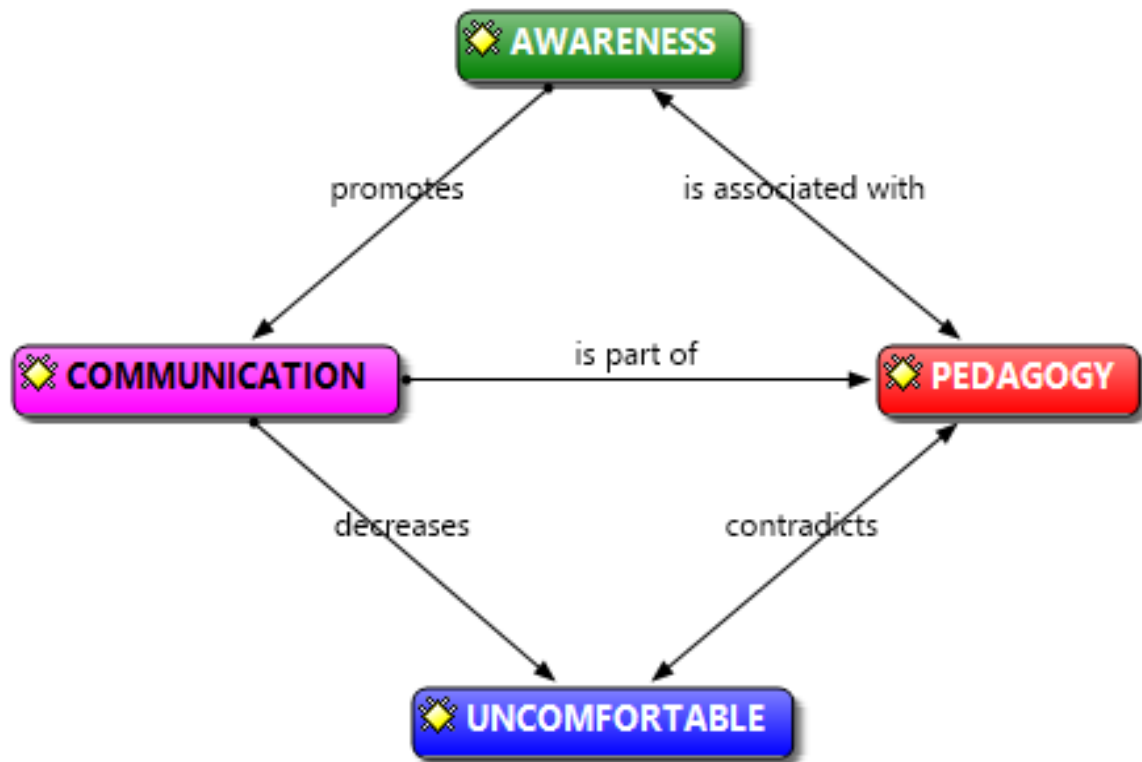 AWARENESS
promotes
is associated with
is part of
COMMUNICATION
PEDAGOGY
decreases
contradicts
UNCOMFORTABLE